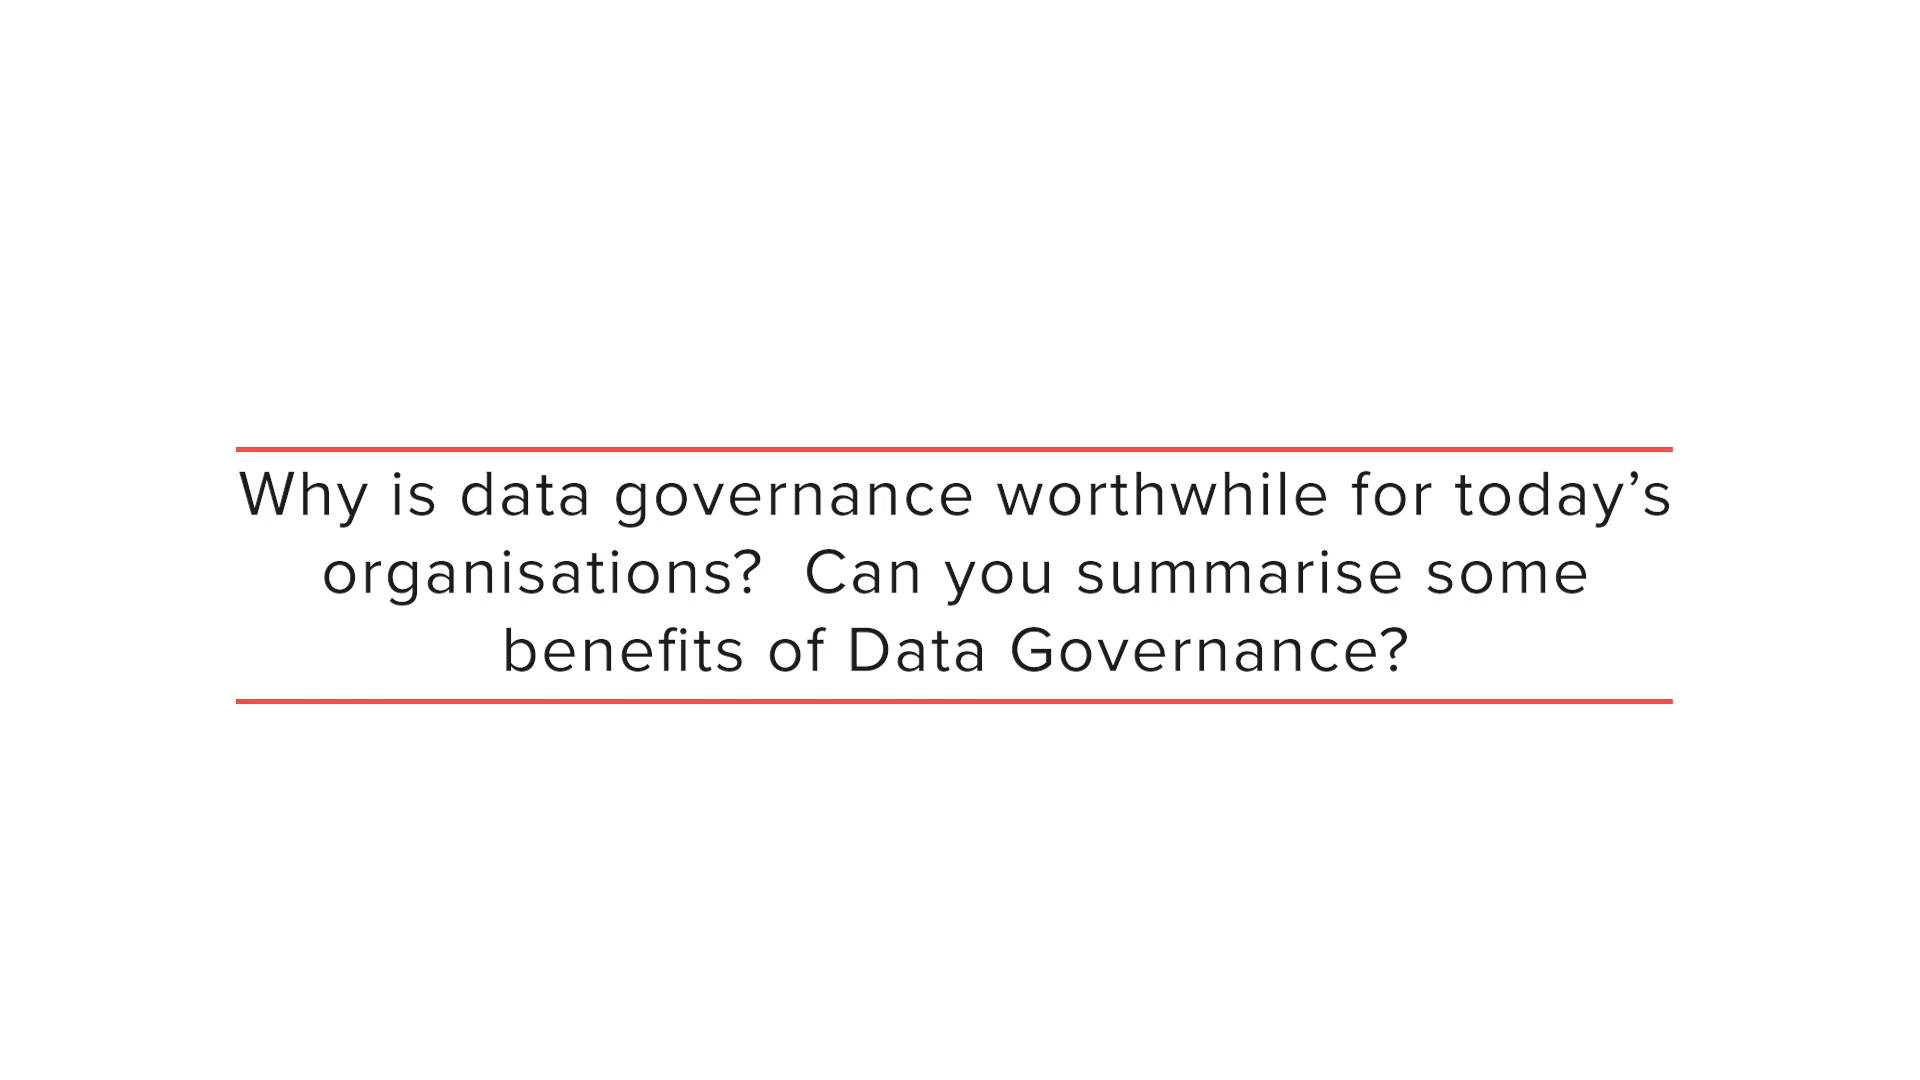 Why is data governance worthwhile for today’s
organisations?  Can you summarise some
benefits of Data Governance?